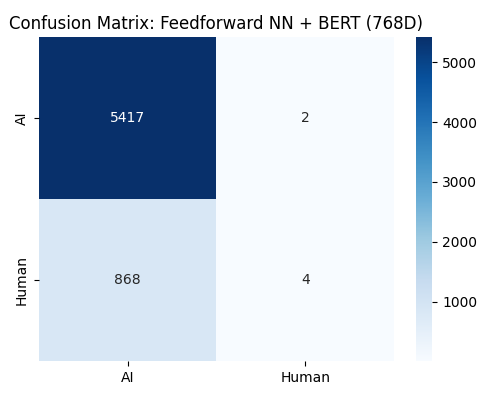 Confusion Matrix: Feedforward NN + BERT (768D)
AI
5417
2
Human
868
4
AI
Human
5000
4000
3000
2000
1000